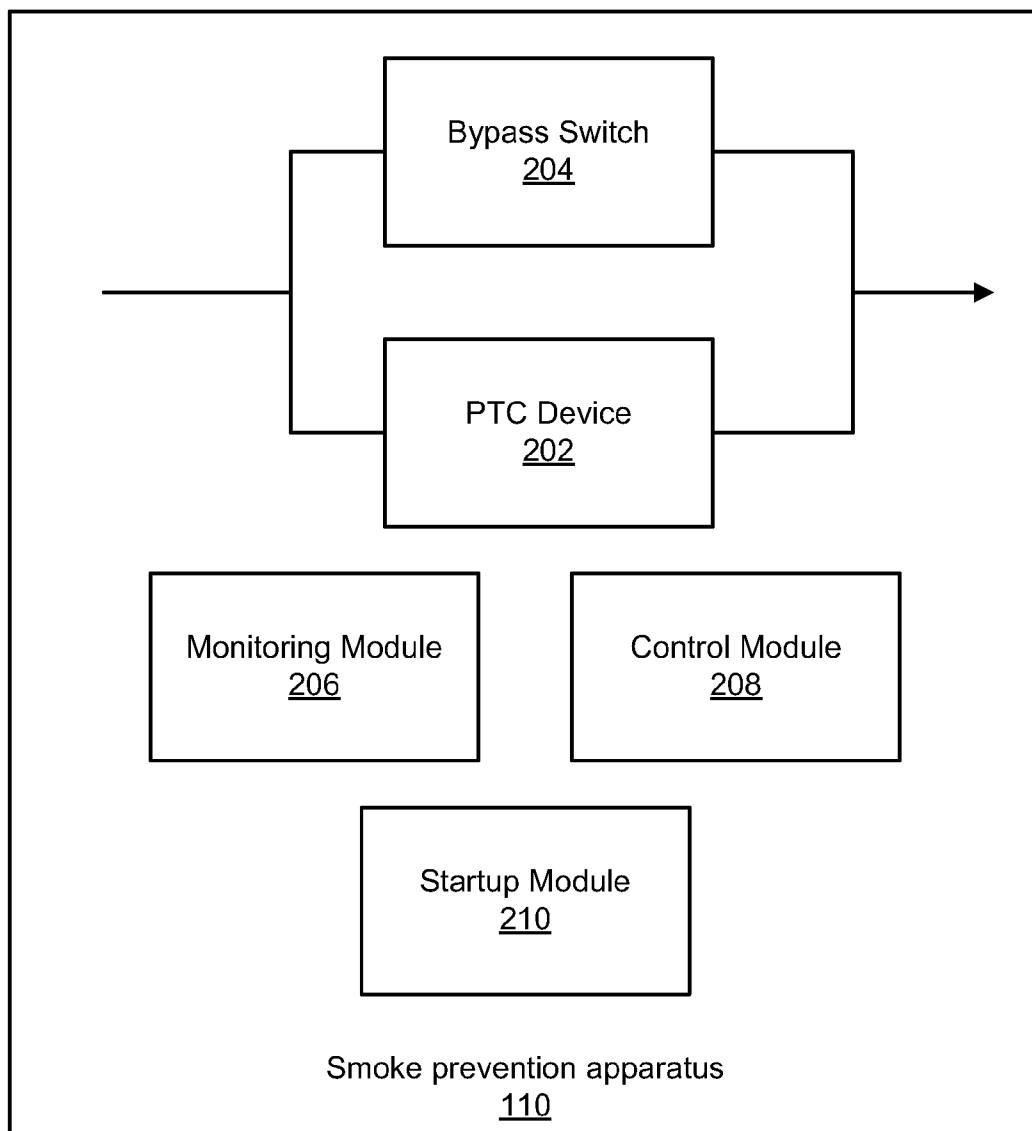 Bypass Switch
204
PTC Device
202
Monitoring Module
206
Control Module
208
Startup Module
210
Smoke prevention apparatus
110